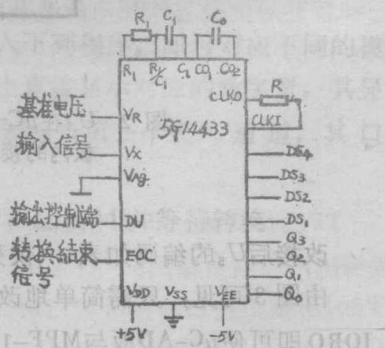 R₁ C₁ C₀
R₁ R₁/C₁ C₁ C01 C02
CLKO R
基准电压 VR 5G14433 CLKI
输入信号 VX DS4
VAg DS3
DS2
输出控制端 DU DS1
转换结束 EOC Q3
信号 Q2
Q1
VDD VSS VEE Q0
+5V -5V